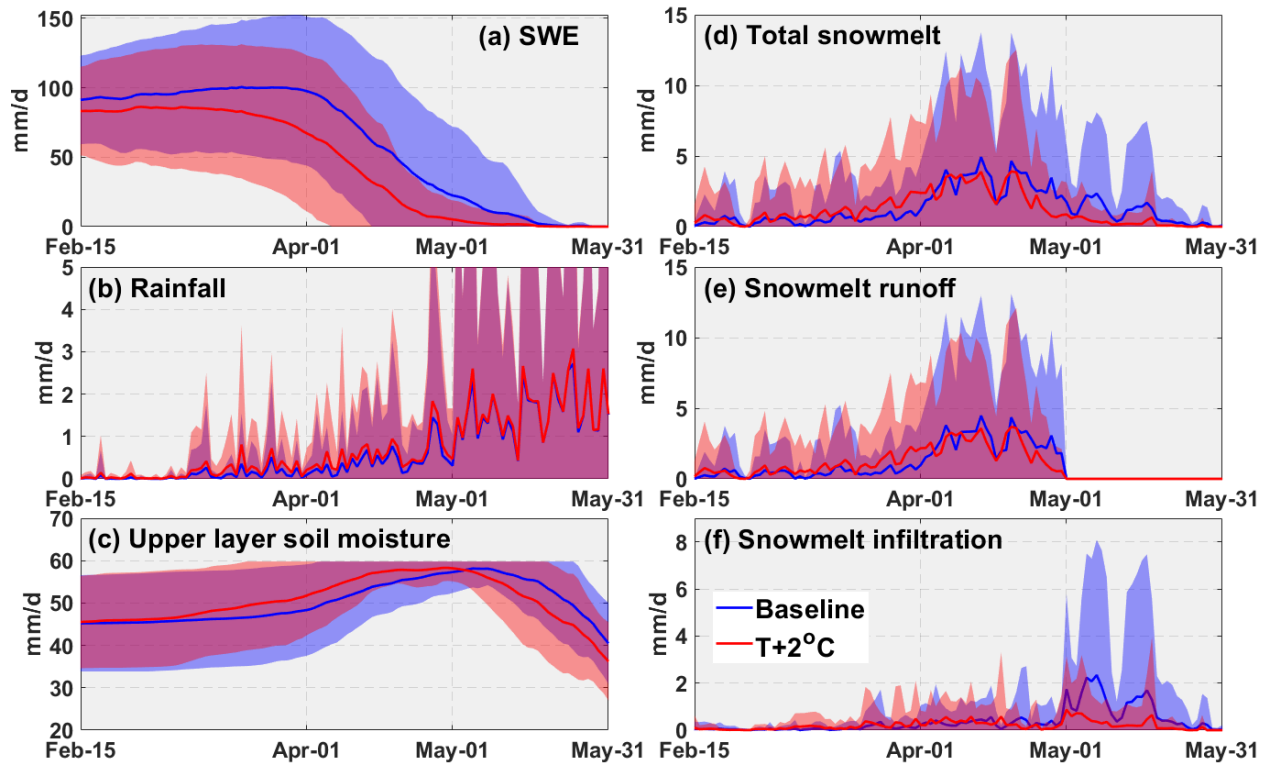 (a) SWE
mm/d
150
100
50
0
Feb-15 Apr-01 May-01 May-31
(b) Rainfall
mm/d
5
4
3
2
1
0
Feb-15 Apr-01 May-01 May-31
(c) Upper layer soil moisture
mm/d
70
60
50
40
30
20
Feb-15 Apr-01 May-01 May-31
(d) Total snowmelt
mm/d
15
10
5
0
Feb-15 Apr-01 May-01 May-31
(e) Snowmelt runoff
mm/d
15
10
5
0
Feb-15 Apr-01 May-01 May-31
(f) Snowmelt infiltration
mm/d
8
6
4
2
0
Baseline
T+2°C
Feb-15 Apr-01 May-01 May-31